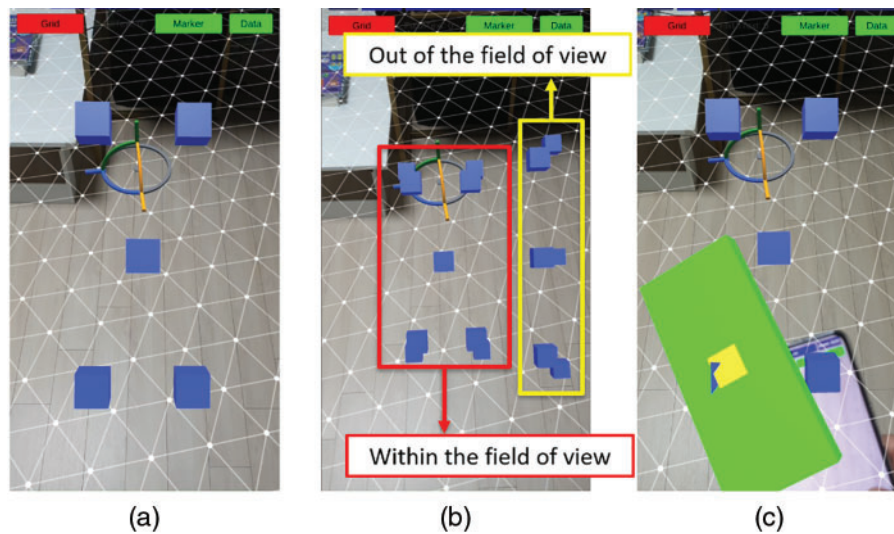 Grid
Marker
Data
Grid
Marker
Data
Grid
Marker
Data
Out of the field of view
Within the field of view
(a)
(b)
(c)